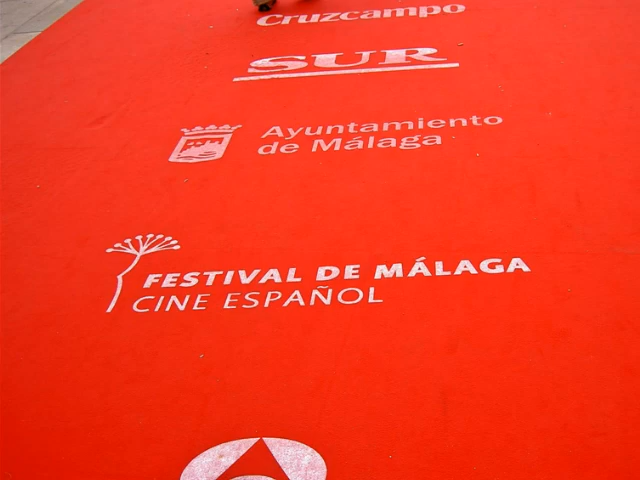 Cruzcampo
SUR
Ayuntamiento
de Málaga
FESTIVAL DE MÁLAGA
CINE ESPAÑOL